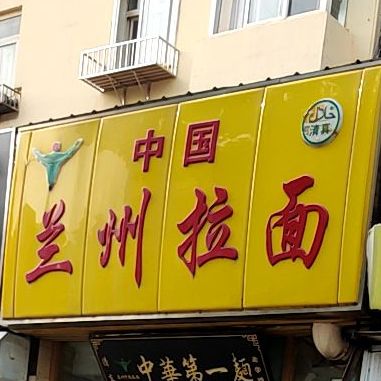 中国
清真
兰州拉面
中華第一麵